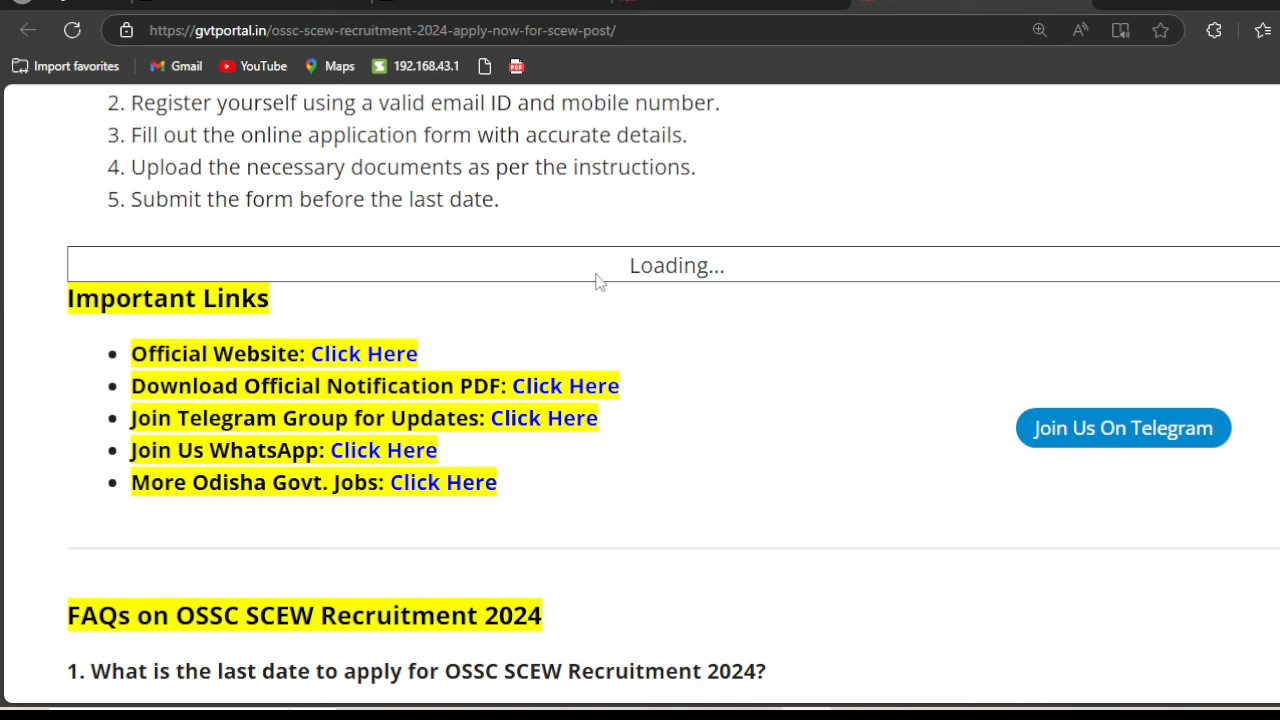 https://gvtportal.in/ossc-scew-recruitment-2024-apply-now-for-scew-post/
Import favorites
Gmail
YouTube
Maps
192.168.43.1
2. Register yourself using a valid email ID and mobile number.
3. Fill out the online application form with accurate details.
4. Upload the necessary documents as per the instructions.
5. Submit the form before the last date.
Loading...
Important Links
Official Website: Click Here
Download Official Notification PDF: Click Here
Join Telegram Group for Updates: Click Here
Join Us On Telegram
Join Us WhatsApp: Click Here
More Odisha Govt. Jobs: Click Here
FAQs on OSSC SCEW Recruitment 2024
1. What is the last date to apply for OSSC SCEW Recruitment 2024?